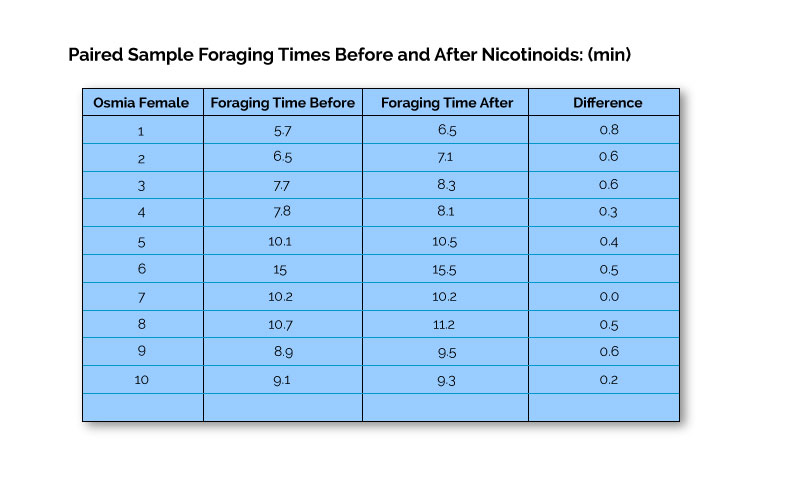 Paired Sample Foraging Times Before and After Nicotinoids: (min)
Osmia Female Foraging Time Before Foraging Time After Difference
1 5.7 6.5 0.8
2 6.5 7.1 0.6
3 7.7 8.3 0.6
4 7.8 8.1 0.3
5 10.1 10.5 0.4
6 15 15.5 0.5
7 10.2 10.2 0.0
8 10.7 11.2 0.5
9 8.9 9.5 0.6
10 9.1 9.3 0.2